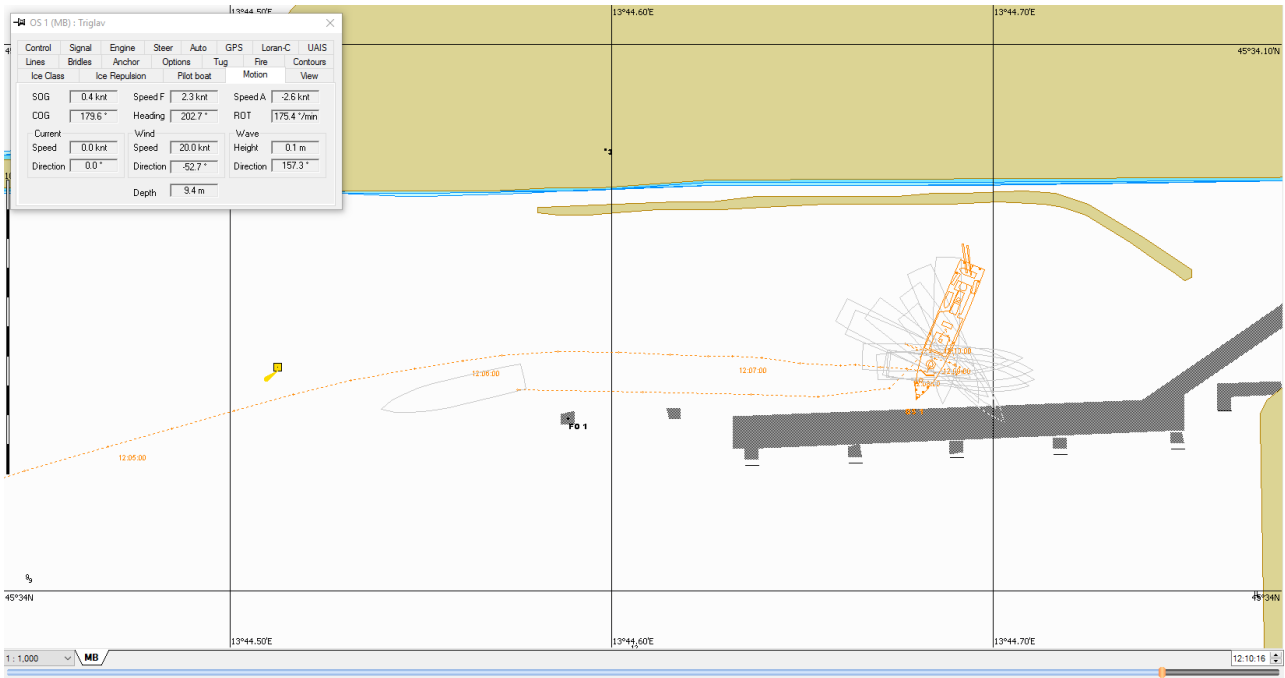 OS 1 (MB) : Triglav
Control Signal Engine Steer Auto GPS Loran-C UAIS
Lines Bridles Anchor Options Tug Fire Contours
Ice Class Ice Repulsion Pilot boat Motion View
SOG 0.4 knt Speed F 2.3 knt Speed A -2.6 knt
COG 179.6 ° Heading 202.7 ° ROT 175.4 °/min
Current Wind Wave
Speed 0.0 knt Speed 20.0 knt Height 0.1 m
Direction 0.0 ° Direction -52.7 ° Direction 157.3 °
Depth 9.4 m
13°44.50'E 13°44.60'E 13°44.70'E
45°34.10'N
12:10:00
12:07:00
12:06:00
FO 1
12:05:00
45°34N 45°34N
13°44.50'E 13°44.60'E 13°44.70'E
1 : 1,000 MB 12:10:16